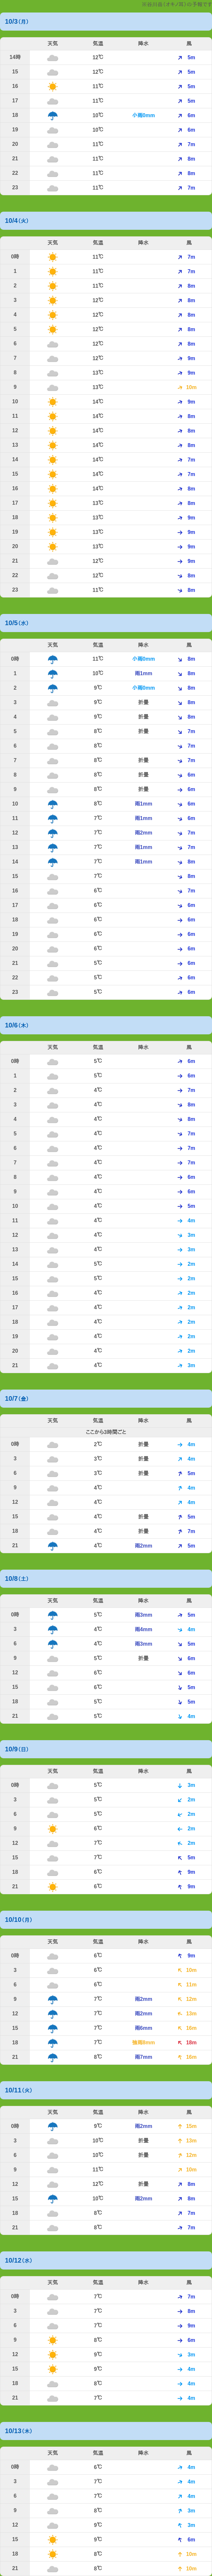 10/3(月)
天気 気温 降水 風
14時 12℃ 5m
15 12℃ 5m
16 11℃ 5m
17 11℃ 5m
18 10℃ 小雨0mm 6m
19 10℃ 6m
20 11℃ 7m
21 11℃ 8m
22 11℃ 8m
23 11℃ 7m
10/4(火)
天気 気温 降水 風
0時 11℃ 7m
1 11℃ 7m
2 11℃ 8m
3 12℃ 8m
4 12℃ 8m
5 12℃ 8m
6 12℃ 8m
7 12℃ 9m
8 13℃ 9m
9 13℃ 10m
10 14℃ 9m
11 14℃ 8m
12 14℃ 8m
13 14℃ 8m
14 14℃ 7m
15 14℃ 7m
16 14℃ 8m
17 13℃ 8m
18 13℃ 9m
19 13℃ 9m
20 13℃ 9m
21 12℃ 9m
22 12℃ 8m
23 11℃ 8m
10/5(水)
天気 気温 降水 風
0時 11℃ 小雨0mm 8m
1 10℃ 雨1mm 8m
2 9℃ 小雨0mm 8m
3 9℃ 折畳 8m
4 9℃ 折畳 8m
5 8℃ 折畳 7m
6 8℃ 7m
7 8℃ 折畳 7m
8 8℃ 折畳 6m
9 8℃ 折畳 6m
10 8℃ 雨1mm 6m
11 7℃ 雨1mm 6m
12 7℃ 雨2mm 7m
13 7℃ 雨1mm 7m
14 7℃ 雨1mm 8m
15 7℃ 8m
16 6℃ 7m
17 6℃ 6m
18 6℃ 6m
19 6℃ 6m
20 6℃ 6m
21 5℃ 6m
22 5℃ 6m
23 5℃ 6m
10/6(木)
天気 気温 降水 風
0時 5℃ 6m
1 5℃ 6m
2 4℃ 7m
3 4℃ 8m
4 4℃ 8m
5 4℃ 7m
6 4℃ 7m
7 4℃ 7m
8 4℃ 6m
9 4℃ 6m
10 4℃ 5m
11 4℃ 4m
12 4℃ 3m
13 4℃ 3m
14 5℃ 2m
15 5℃ 2m
16 4℃ 2m
17 4℃ 2m
18 4℃ 2m
19 4℃ 2m
20 4℃ 2m
21 4℃ 3m
10/7(金)
天気 気温 降水 風
ここから3時間ごと
0時 2℃ 折畳 4m
3 3℃ 折畳 4m
6 3℃ 折畳 5m
9 4℃ 4m
12 4℃ 4m
15 4℃ 折畳 5m
18 4℃ 折畳 7m
21 4℃ 雨2mm 5m
10/8(土)
天気 気温 降水 風
0時 5℃ 雨3mm 5m
3 4℃ 雨4mm 4m
6 4℃ 雨3mm 5m
9 5℃ 折畳 6m
12 6℃ 6m
15 6℃ 5m
18 5℃ 5m
21 5℃ 4m
10/9(日)
天気 気温 降水 風
0時 5℃ 3m
3 5℃ 2m
6 5℃ 2m
9 6℃ 2m
12 7℃ 2m
15 7℃ 5m
18 6℃ 9m
21 6℃ 9m
10/10(月)
天気 気温 降水 風
0時 6℃ 9m
3 6℃ 10m
6 6℃ 11m
9 7℃ 雨2mm 12m
12 7℃ 雨2mm 13m
15 7℃ 雨6mm 16m
18 7℃ 18m
21 8℃ 雨7mm 16m
10/11(火)
天気 気温 降水 風
0時 9℃ 雨2mm 15m
3 10℃ 折畳 13m
6 10℃ 折畳 12m
9 11℃ 10m
12 12℃ 折畳 8m
15 10℃ 雨2mm 8m
18 8℃ 7m
21 8℃ 7m
10/12(水)
天気 気温 降水 風
0時 7℃ 7m
3 7℃ 8m
6 7℃ 9m
9 8℃ 6m
12 9℃ 3m
15 9℃ 4m
18 8℃ 4m
21 7℃ 4m
10/13(木)
天気 気温 降水 風
0時 6℃ 4m
3 7℃ 4m
6 7℃ 4m
9 8℃ 3m
12 9℃ 3m
15 9℃ 6m
18 8℃ 10m
21 8℃ 10m